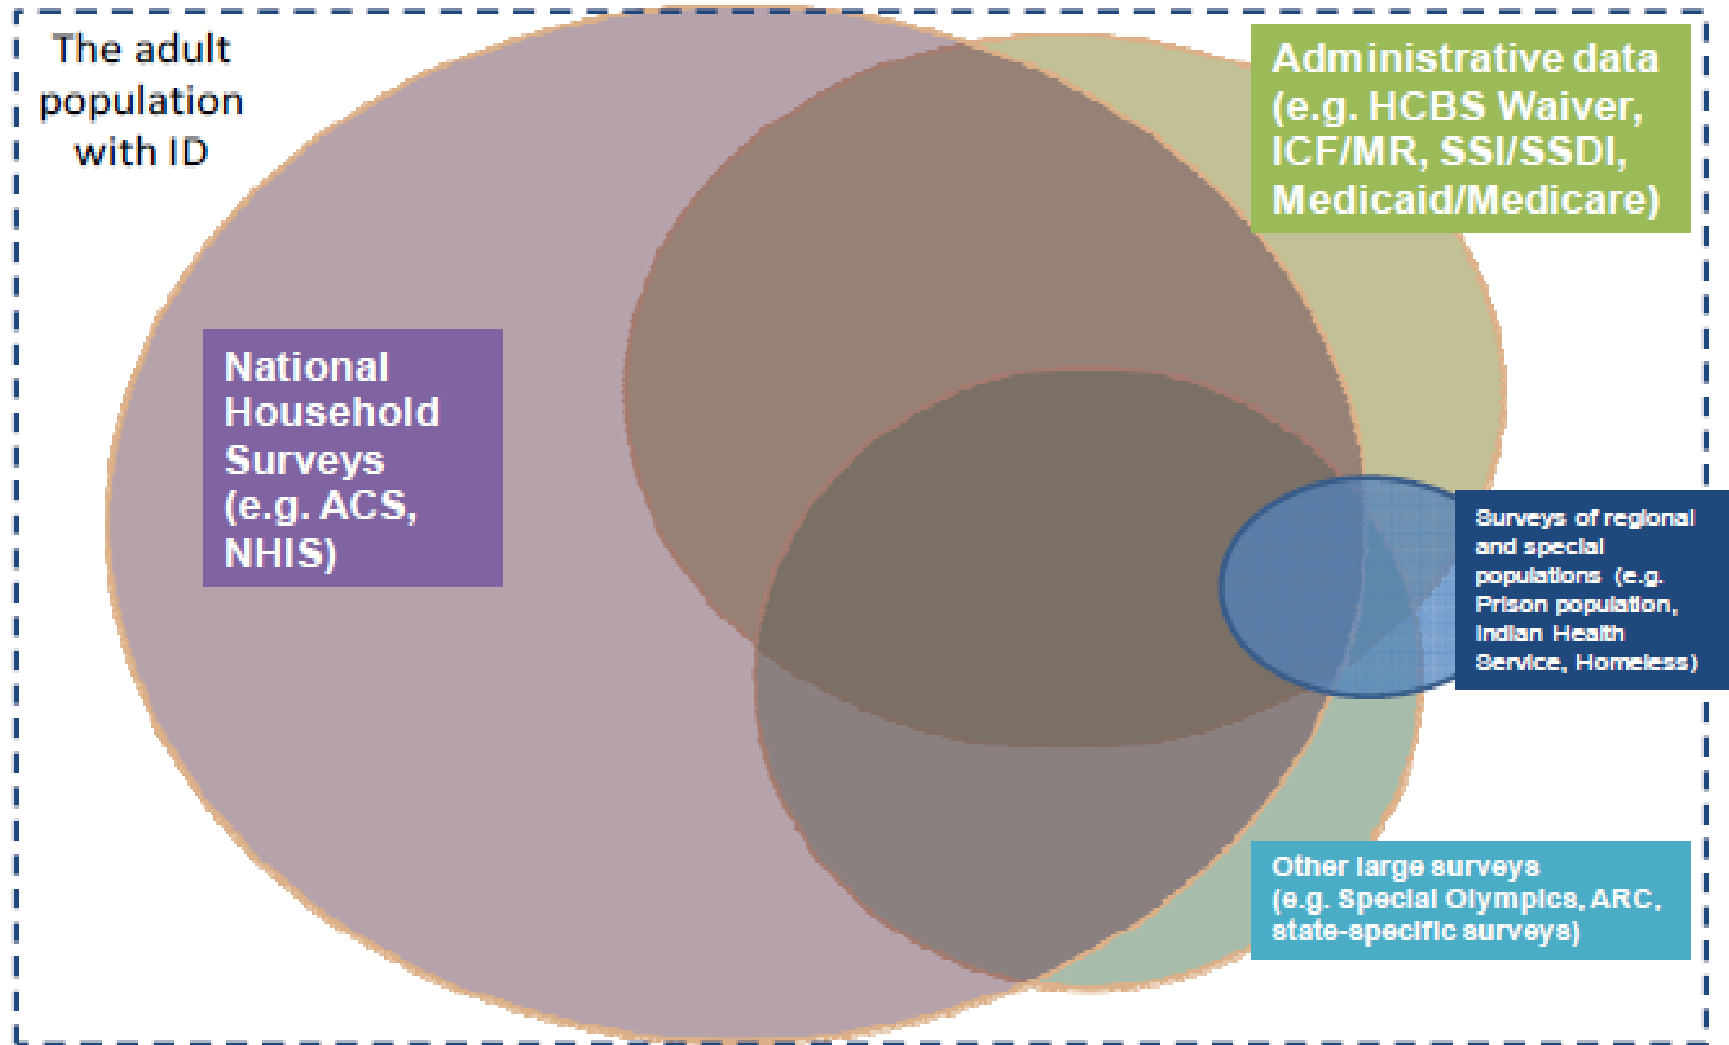 The adult
population
with ID
Administrative data
(e.g. HCBS Waiver,
ICF/MR, SSI/SSDI,
Medicaid/Medicare)
National
Household
Surveys
(e.g. ACS,
NHIS)
Surveys of regional
and special
populations (e.g.
Prison population,
Indian Health
Service, Homeless)
Other large surveys
(e.g. Special Olympics, ARC,
state-specific surveys)